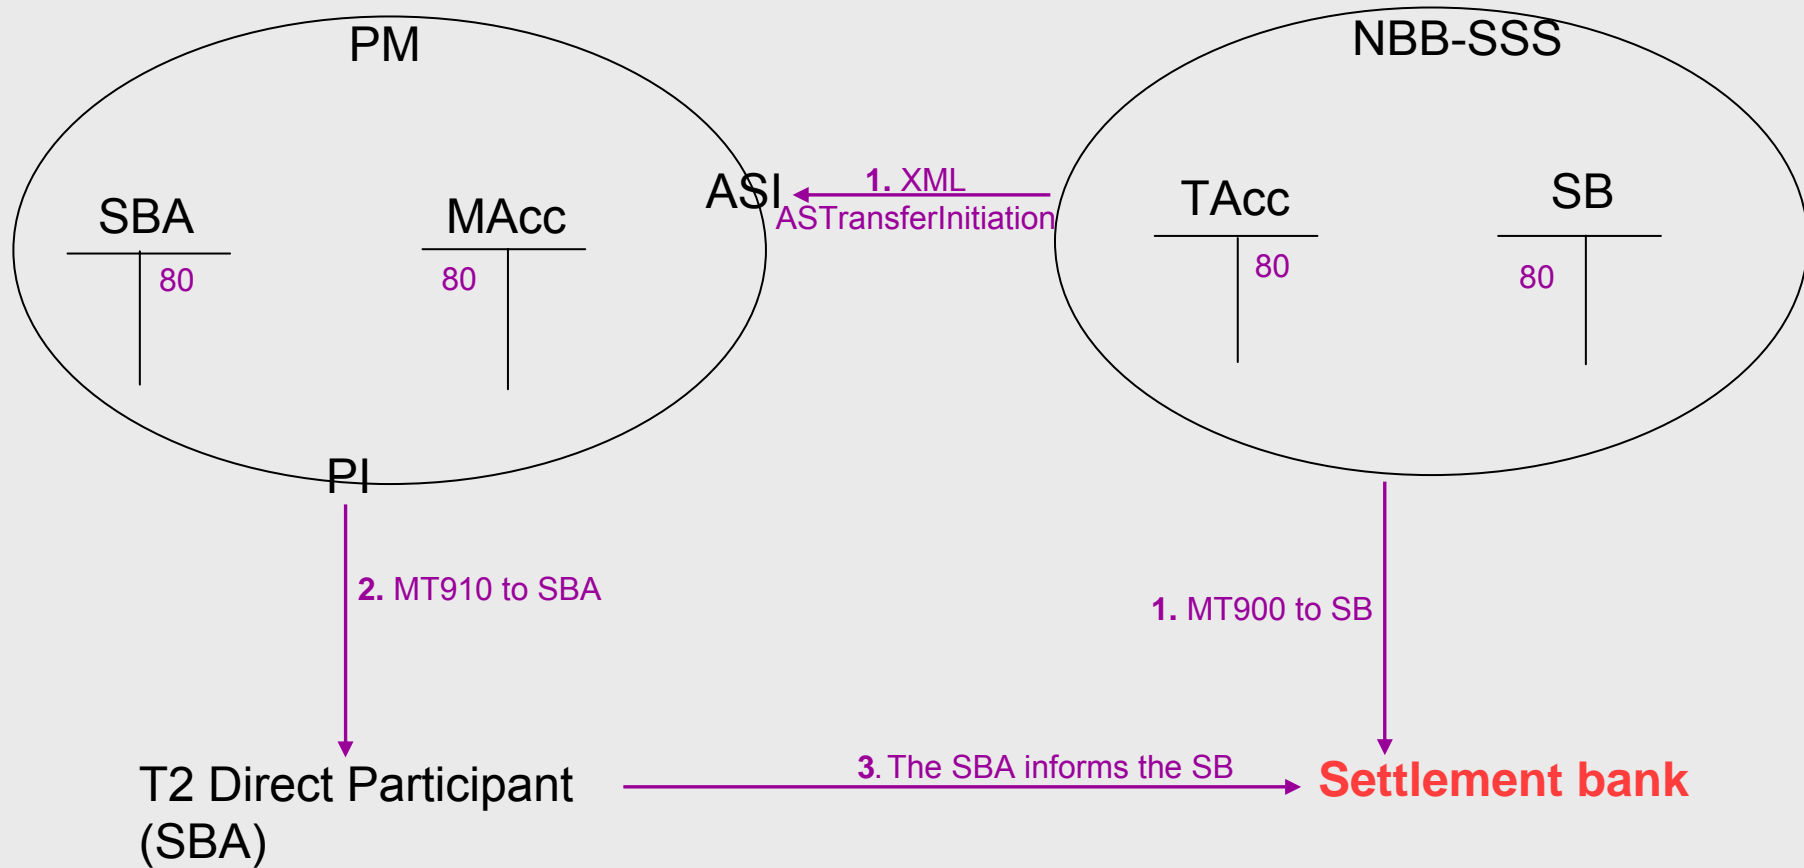 PM
NBB-SSS
ASI
1. XML
ASTransferInitiation
SBA
MAcc
TAcc
SB
80
80
80
80
PI
2. MT910 to SBA
1. MT900 to SB
T2 Direct Participant
(SBA)
3. The SBA informs the SB
Settlement bank